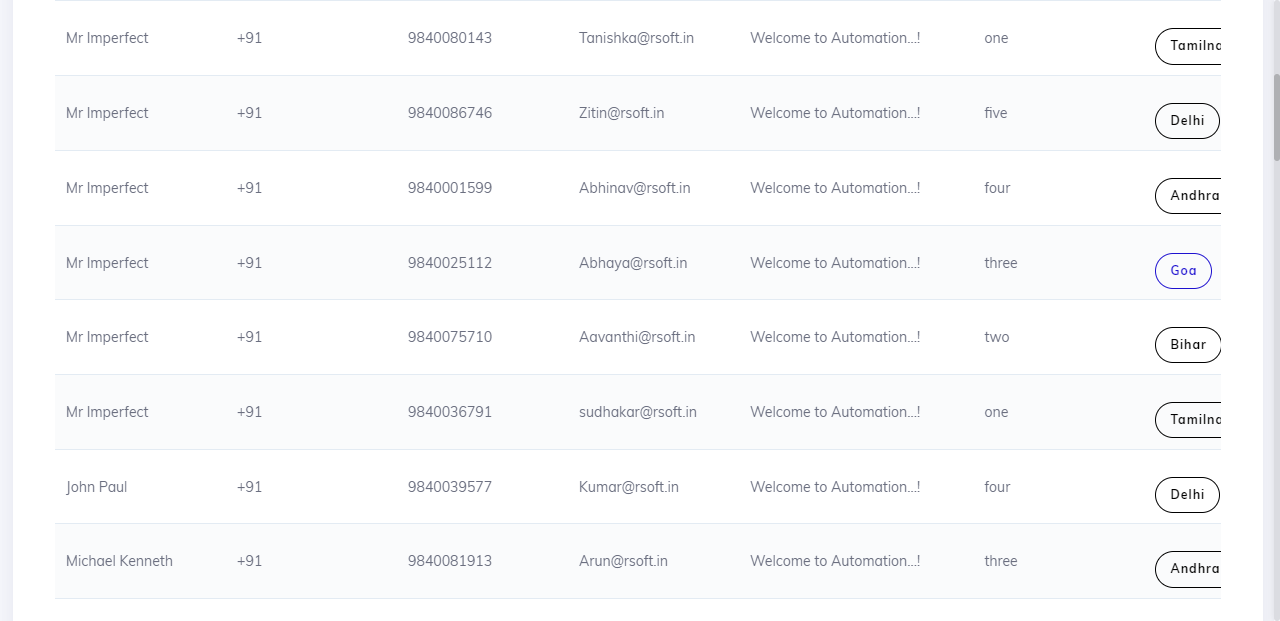 Mr Imperfect +91 9840080143 Tanishka@rsoft.in Welcome to Automation...! one Tamilna
Mr Imperfect +91 9840086746 Zitin@rsoft.in Welcome to Automation...! five Delhi
Mr Imperfect +91 9840001599 Abhinav@rsoft.in Welcome to Automation...! four Andhra
Mr Imperfect +91 9840025112 Abhaya@rsoft.in Welcome to Automation...! three Goa
Mr Imperfect +91 9840075710 Aavanthi@rsoft.in Welcome to Automation...! two Bihar
Mr Imperfect +91 9840036791 sudhakar@rsoft.in Welcome to Automation...! one Tamilna
John Paul +91 9840039577 Kumar@rsoft.in Welcome to Automation...! four Delhi
Michael Kenneth +91 9840081913 Arun@rsoft.in Welcome to Automation...! three Andhra